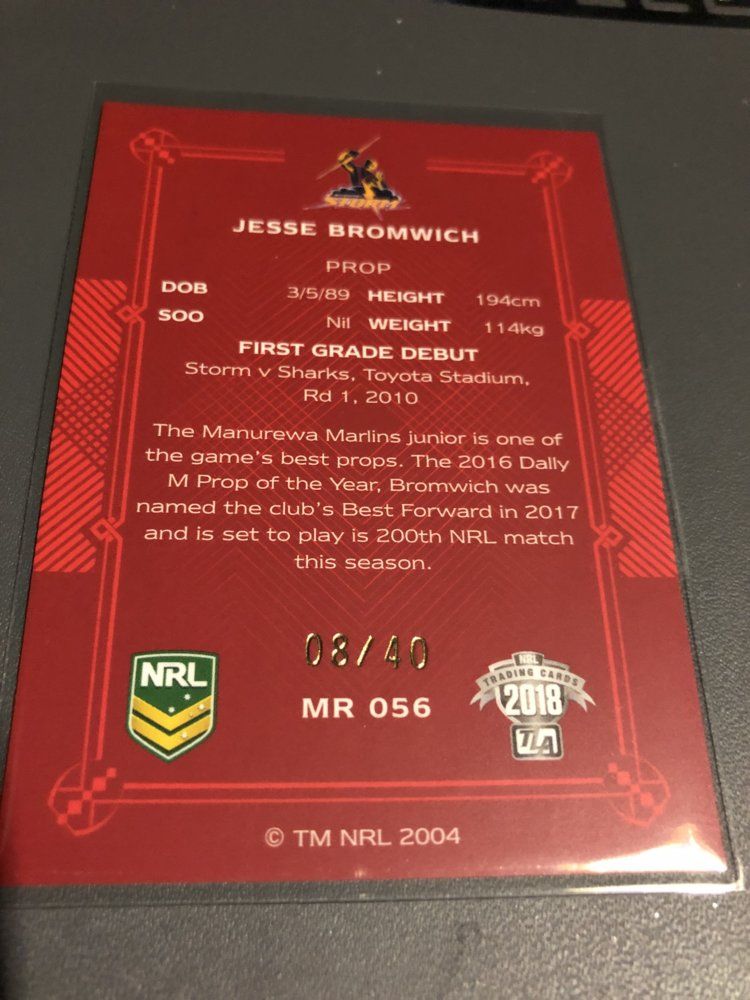 STORM
JESSE BROMWICH
PROP
DOB 3/5/89 HEIGHT 194cm
SOO Nil WEIGHT 114kg
FIRST GRADE DEBUT
Storm v Sharks, Toyota Stadium,
Rd 1, 2010
The Manurewa Marlins junior is one of
the game's best props. The 2016 Dally
M Prop of the Year, Bromwich was
named the club's Best Forward in 2017
and is set to play is 200th NRL match
this season.
08/40
MR 056
NRL
NRL
TRADING CARDS
2018
TLA
© TM NRL 2004